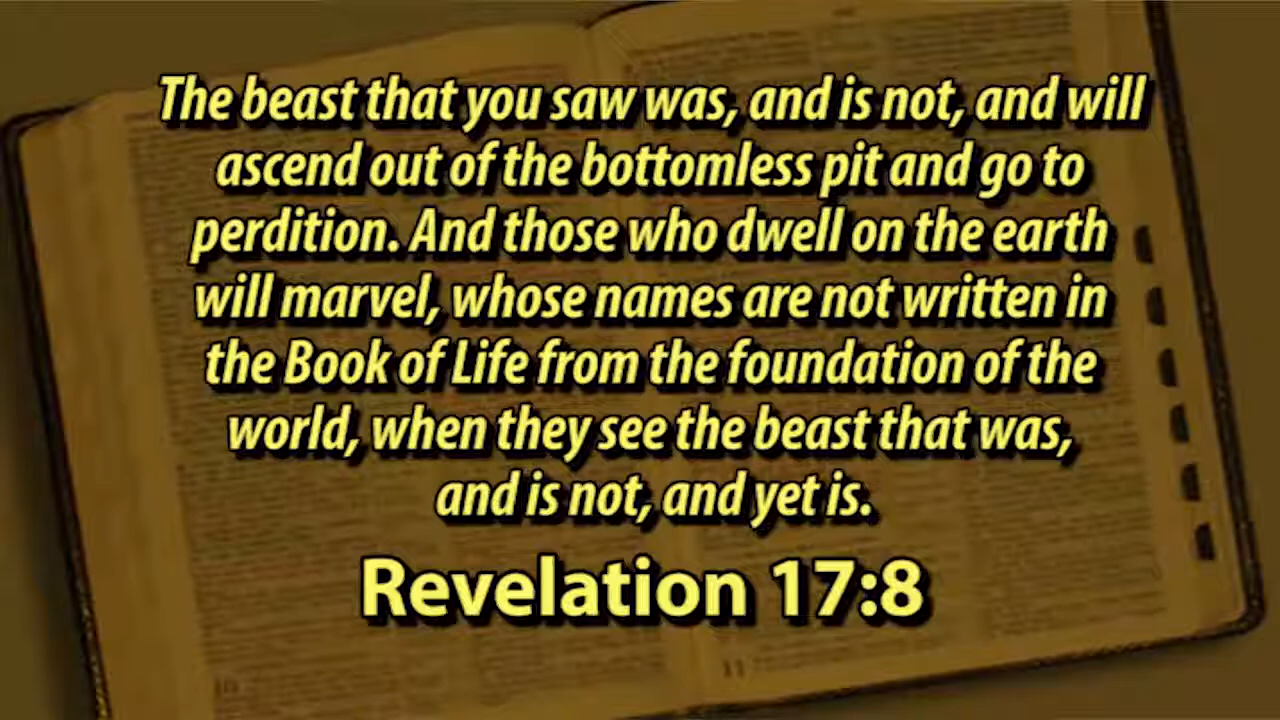 The beast that you saw was, and is not, and will
ascend out of the bottomless pit and go to
perdition. And those who dwell on the earth
will marvel, whose names are not written in
the Book of Life from the foundation of the
world, when they see the beast that was,
and is not, and yet is.
Revelation 17:8